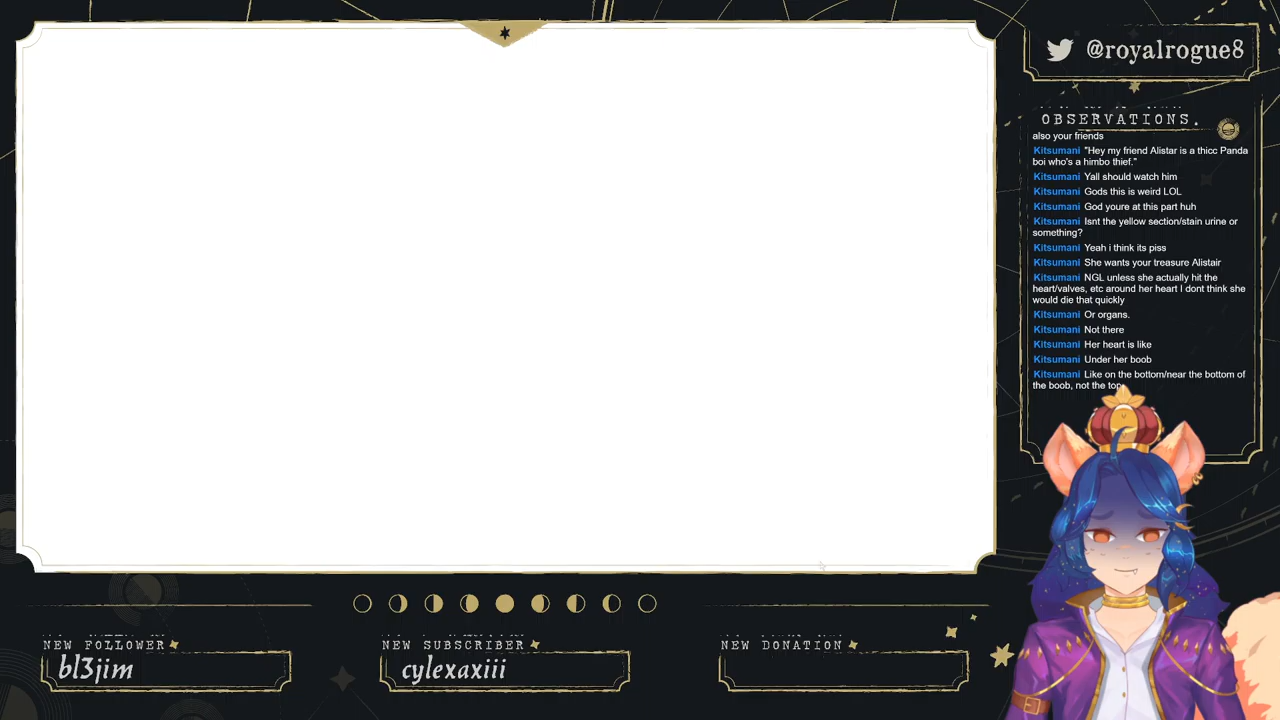 @royalrogue8
OBSERVATIONS.
also your friends
Kitsumani "Hey my friend Alistar is a thicc Panda
boi who's a himbo thief."
Kitsumani Yall should watch him
Kitsumani Gods this is weird LOL
Kitsumani God youre at this part huh
Kitsumani Isnt the yellow section/stain urine or
something?
Kitsumani Yeah i think its piss
Kitsumani She wants your treasure Alistair
Kitsumani NGL unless she actually hit the
heart/valves, etc around her heart I dont think she
would die that quickly
Kitsumani Or organs.
Kitsumani Not there
Kitsumani Her heart is like
Kitsumani Under her boob
Kitsumani Like on the bottom/near the bottom of
the boob, not the top
NEW FOLLOWER
bl3jim
NEW SUBSCRIBER
cylexaxiii
NEW DONATION